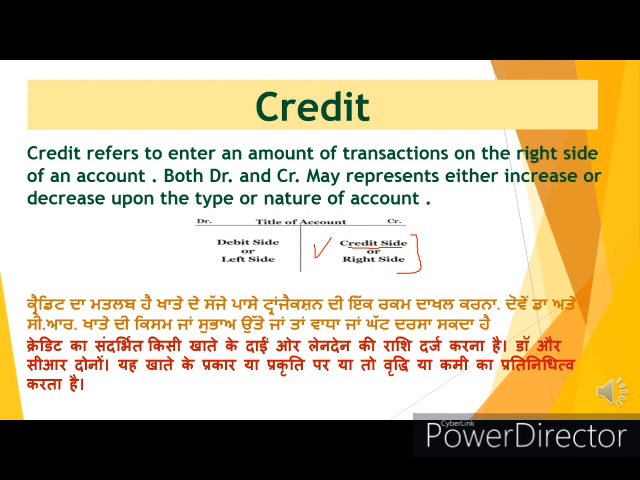 Credit
Credit refers to enter an amount of transactions on the right side
of an account . Both Dr. and Cr. May represents either increase or
decrease upon the type or nature of account .
Dr. Title of Account Cr.
Debit Side Credit Side
or or
Left Side Right Side
ਕ੍ਰੈਡਿਟ ਦਾ ਮਤਲਬ ਹੈ ਖਾਤੇ ਦੇ ਸੱਜੇ ਪਾਸੇ ਟ੍ਰਾਂਜੈਕਸ਼ਨ ਦੀ ਇੱਕ ਰਕਮ ਦਾਖਲ ਕਰਨਾ. ਦੋਵੇਂ ਡਾ ਅਤੇ
ਸੀ.ਆਰ. ਖਾਤੇ ਦੀ ਕਿਸਮ ਜਾਂ ਸੁਭਾਅ ਉੱਤੇ ਜਾਂ ਤਾਂ ਵਾਧਾ ਜਾਂ ਘੱਟ ਦਰਸਾ ਸਕਦਾ ਹੈ
क्रेडिट का संदर्भित किसी खाते के दाईं ओर लेनदेन की राशि दर्ज करना है। डॉ और
सीआर दोनों। यह खाते के प्रकार या प्रकृति पर या तो वृद्धि या कमी का प्रतिनिधित्व
करता है।
CyberLink
PowerDirector